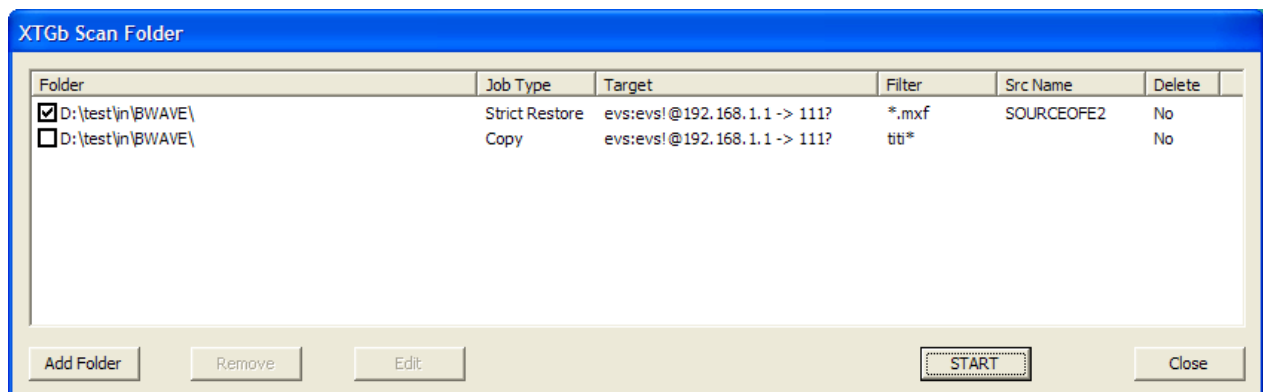 XTGb Scan Folder
Folder Job Type Target Filter Src Name Delete
D:\test\in\BWAVE\ Strict Restore evs:evs!@192.168.1.1 -> 111? *.mxf SOURCEOFE2 No
D:\test\in\BWAVE\ Copy evs:evs!@192.168.1.1 -> 111? titi* No
Add Folder Remove Edit START Close